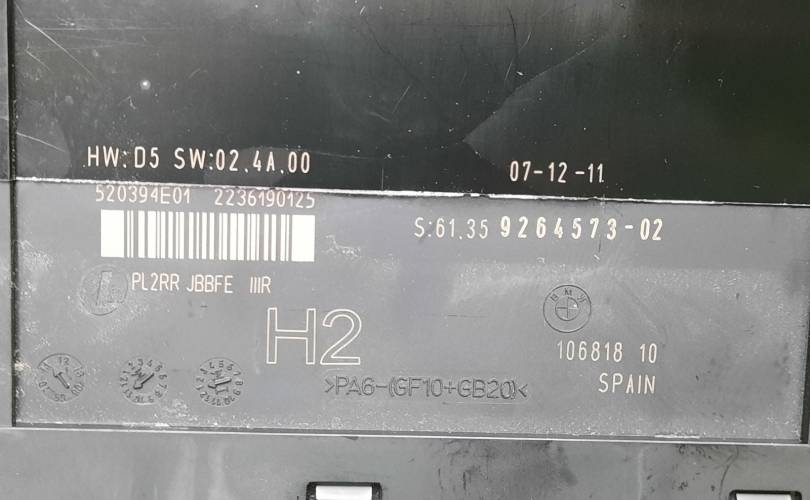 HW:D5 SW:02.4A.00
07-12-11
520394E01 2236190125
S:61.35 9264573-02
PL2RR JBBFE IIIR
BMW
H2
106818 10
>PA6-(GF10+GB20)<
SPAIN